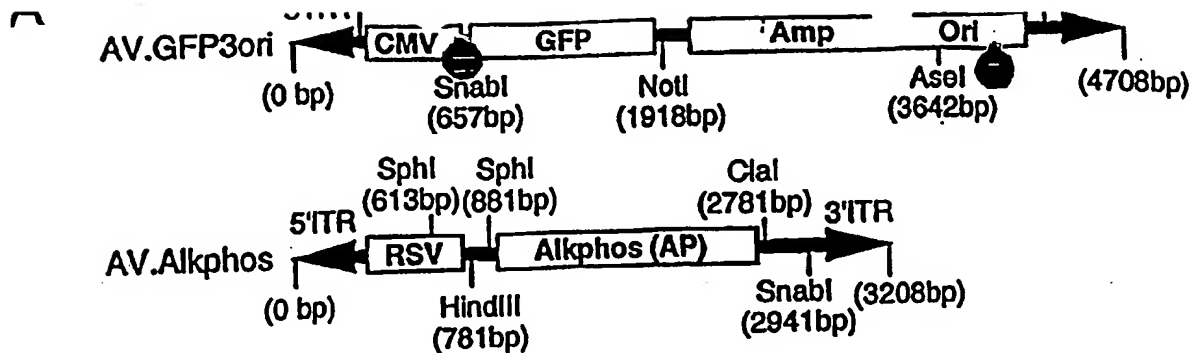 AV.GFP3ori
CMV GFP Amp Ori
(0 bp)
SnabI
(657bp)
NotI
(1918bp)
AseI
(3642bp)
(4708bp)
SphI
(613bp)
SphI
(881bp)
ClaI
(2781bp)
5'ITR
3'ITR
AV.Alkphos
RSV Alkphos (AP)
(0 bp)
HindIII
(781bp)
SnabI
(2941bp)
(3208bp)